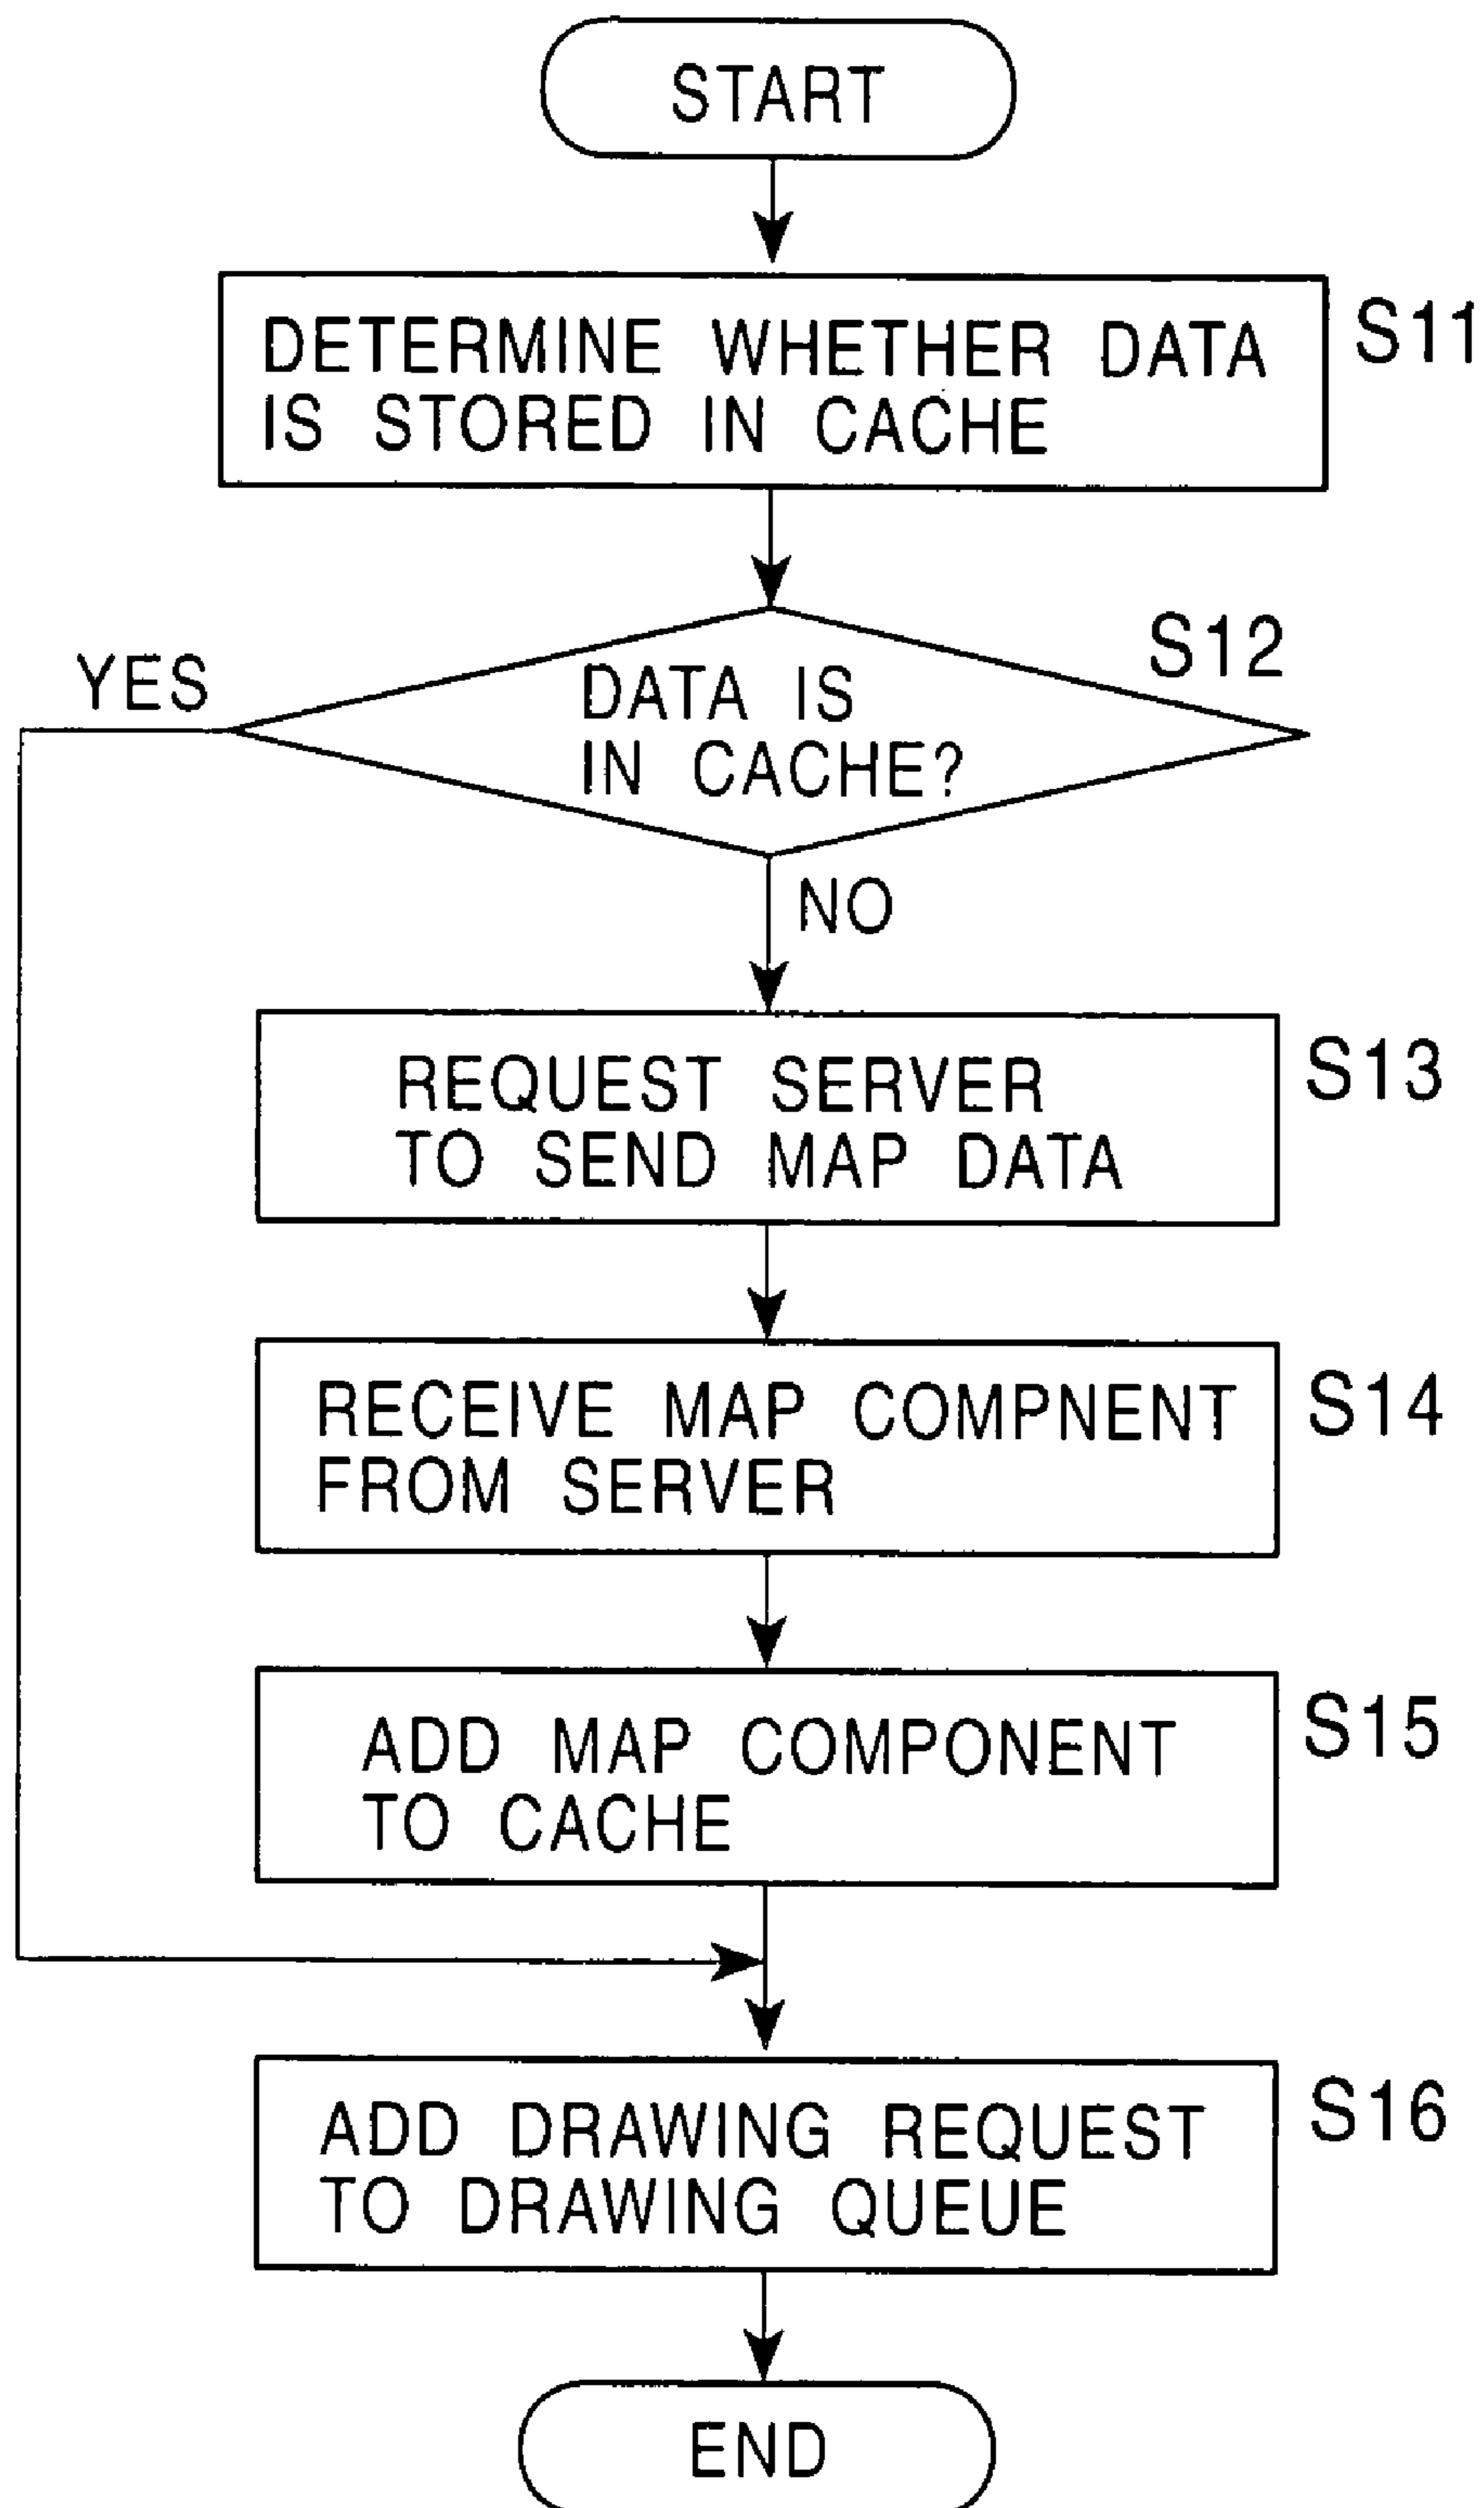 START
DETERMINE WHETHER DATA
IS STORED IN CACHE
S11
S12
YES
DATA IS
IN CACHE?
NO
REQUEST SERVER
TO SEND MAP DATA
S13
RECEIVE MAP COMPNENT
FROM SERVER
S14
ADD MAP COMPONENT
TO CACHE
S15
ADD DRAWING REQUEST
TO DRAWING QUEUE
S16
END